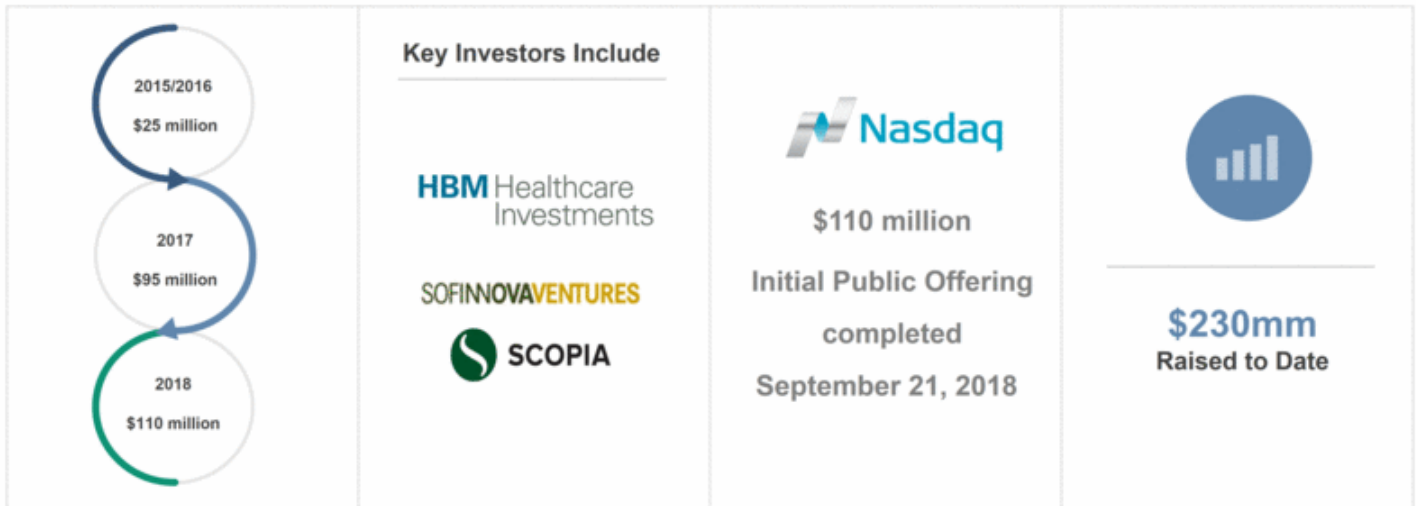 2015/2016
$25 million
2017
$95 million
2018
$110 million
Key Investors Include
HBM Healthcare
Investments
SOFINNOVAVENTURES
SCOPIA
Nasdaq
$110 million
Initial Public Offering
completed
September 21, 2018
$230mm
Raised to Date